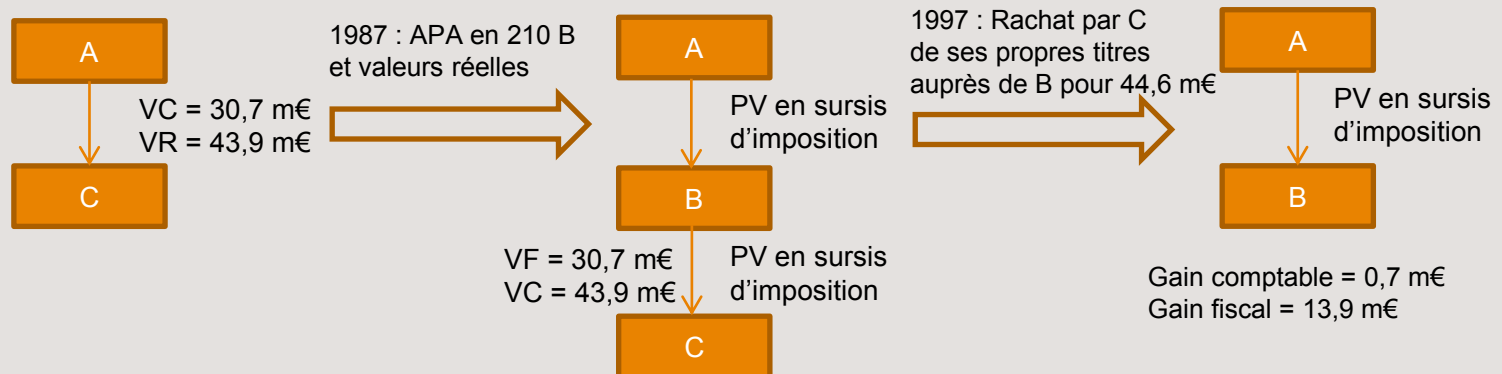 A
VC = 30,7 m€
VR = 43,9 m€
C
1987 : APA en 210 B
et valeurs réelles
A
PV en sursis
d’imposition
B
VF = 30,7 m€
VC = 43,9 m€
PV en sursis
d’imposition
C
1997 : Rachat par C
de ses propres titres
auprès de B pour 44,6 m€
A
PV en sursis
d’imposition
B
Gain comptable = 0,7 m€
Gain fiscal = 13,9 m€